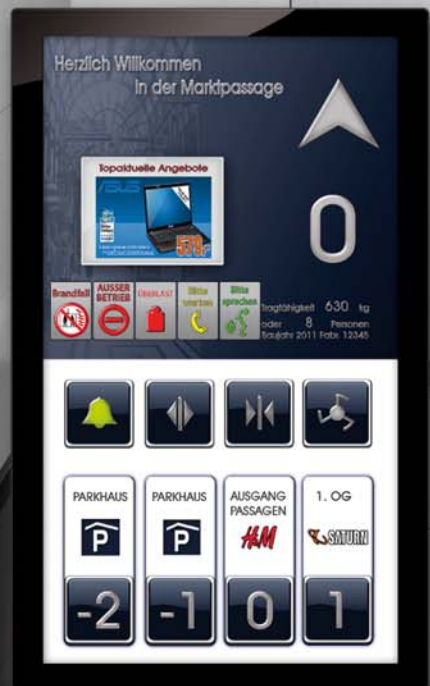 Herzlich Willkommen
in der Marktpassage
Topaktuelle Angebote
ASUS
579.-
0
Brandfall
AUSSER
BETRIEB
ÜBERLAST
Bitte
warten
Bitte
sprechen
Tragfähigkeit 630 kg
oder 8 Personen
Baujahr 2011 Fabr. 12345
PARKHAUS
P
-2
PARKHAUS
P
-1
AUSGANG
PASSAGEN
H&M
0
1. OG
SATURN
1